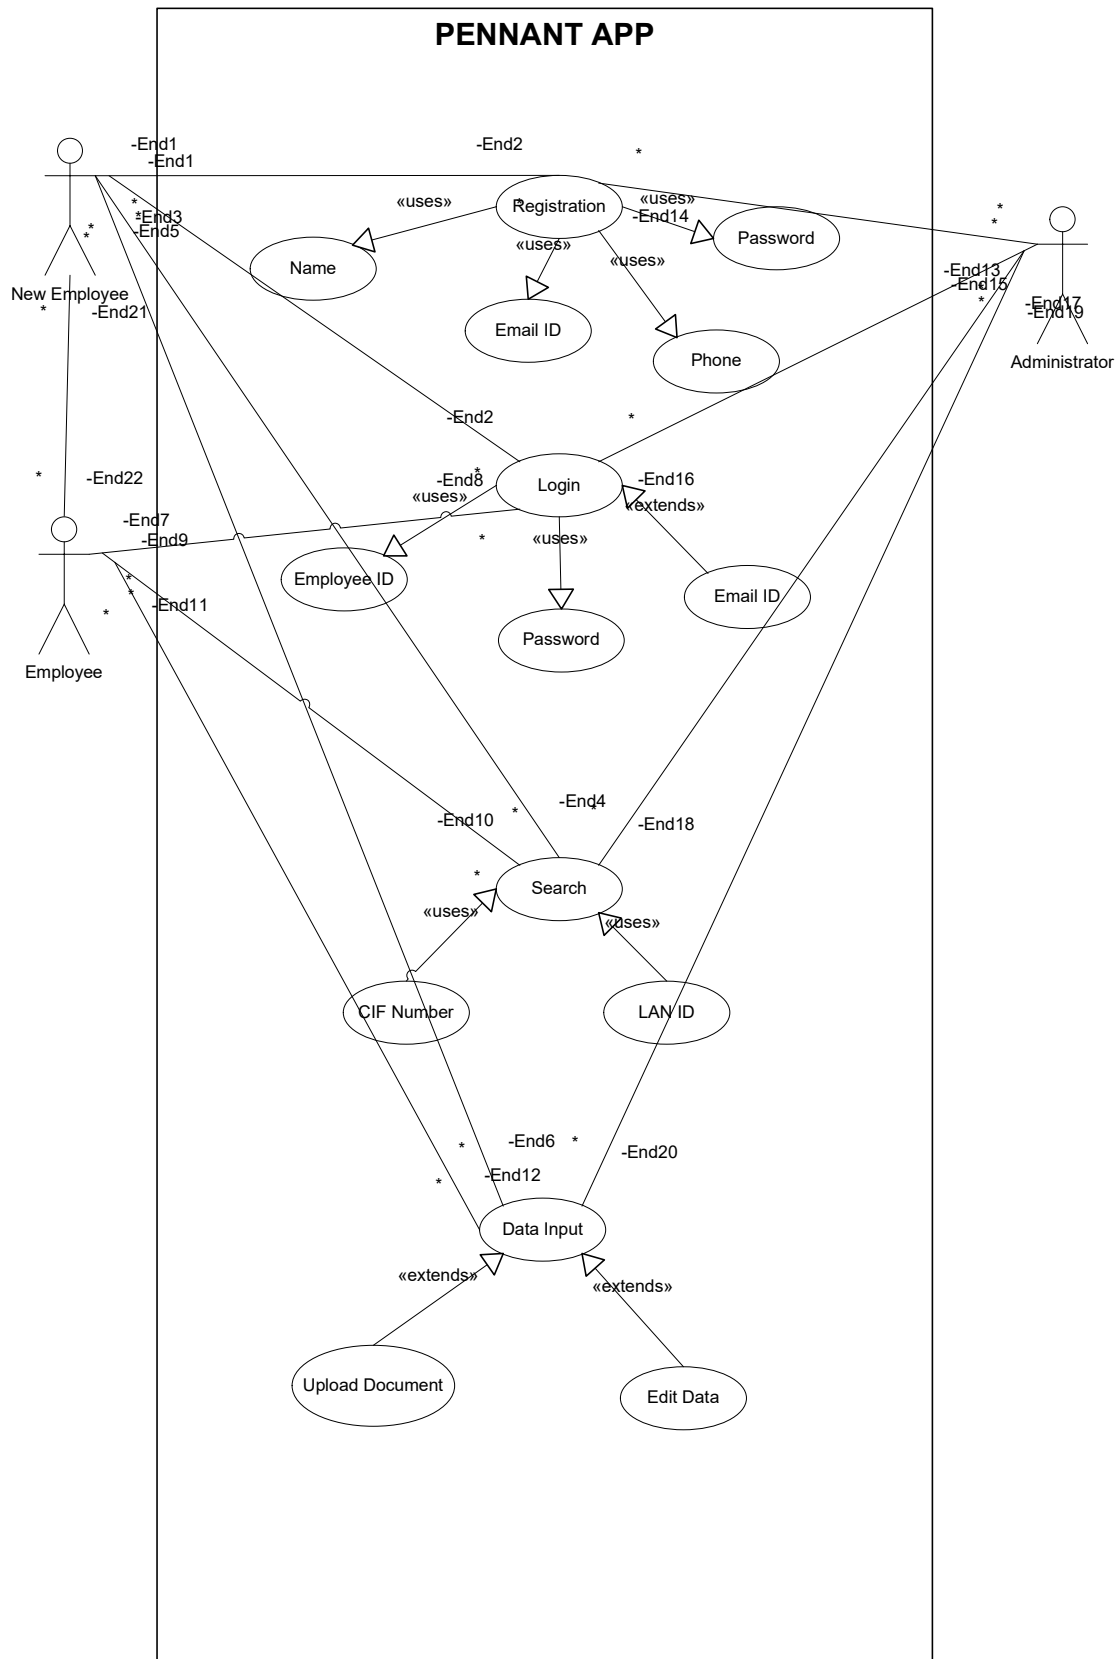 PENNANT APP
-End1
-End2
*
-End1
«uses»
«uses»
*
*
Registration
*
*
-End3
*
-End14
*
-End5
*
*
Password
«uses»
«uses»
Name
-End13
-End15
*
New Employee
*
*
-End21
-End17
-End19
Email ID
Phone
Administrator
-End2
*
*
-End22
*
-End8
-End16
Login
«uses»
«extends»
-End7
-End9
*
«uses»
*
Employee ID
*
Email ID
-End11
*
Password
Employee
-End4
*
*
-End10
-End18
*
Search
«uses»
«uses»
CIF Number
LAN ID
-End6
*
*
-End20
-End12
*
Data Input
«extends»
«extends»
Upload Document
Edit Data